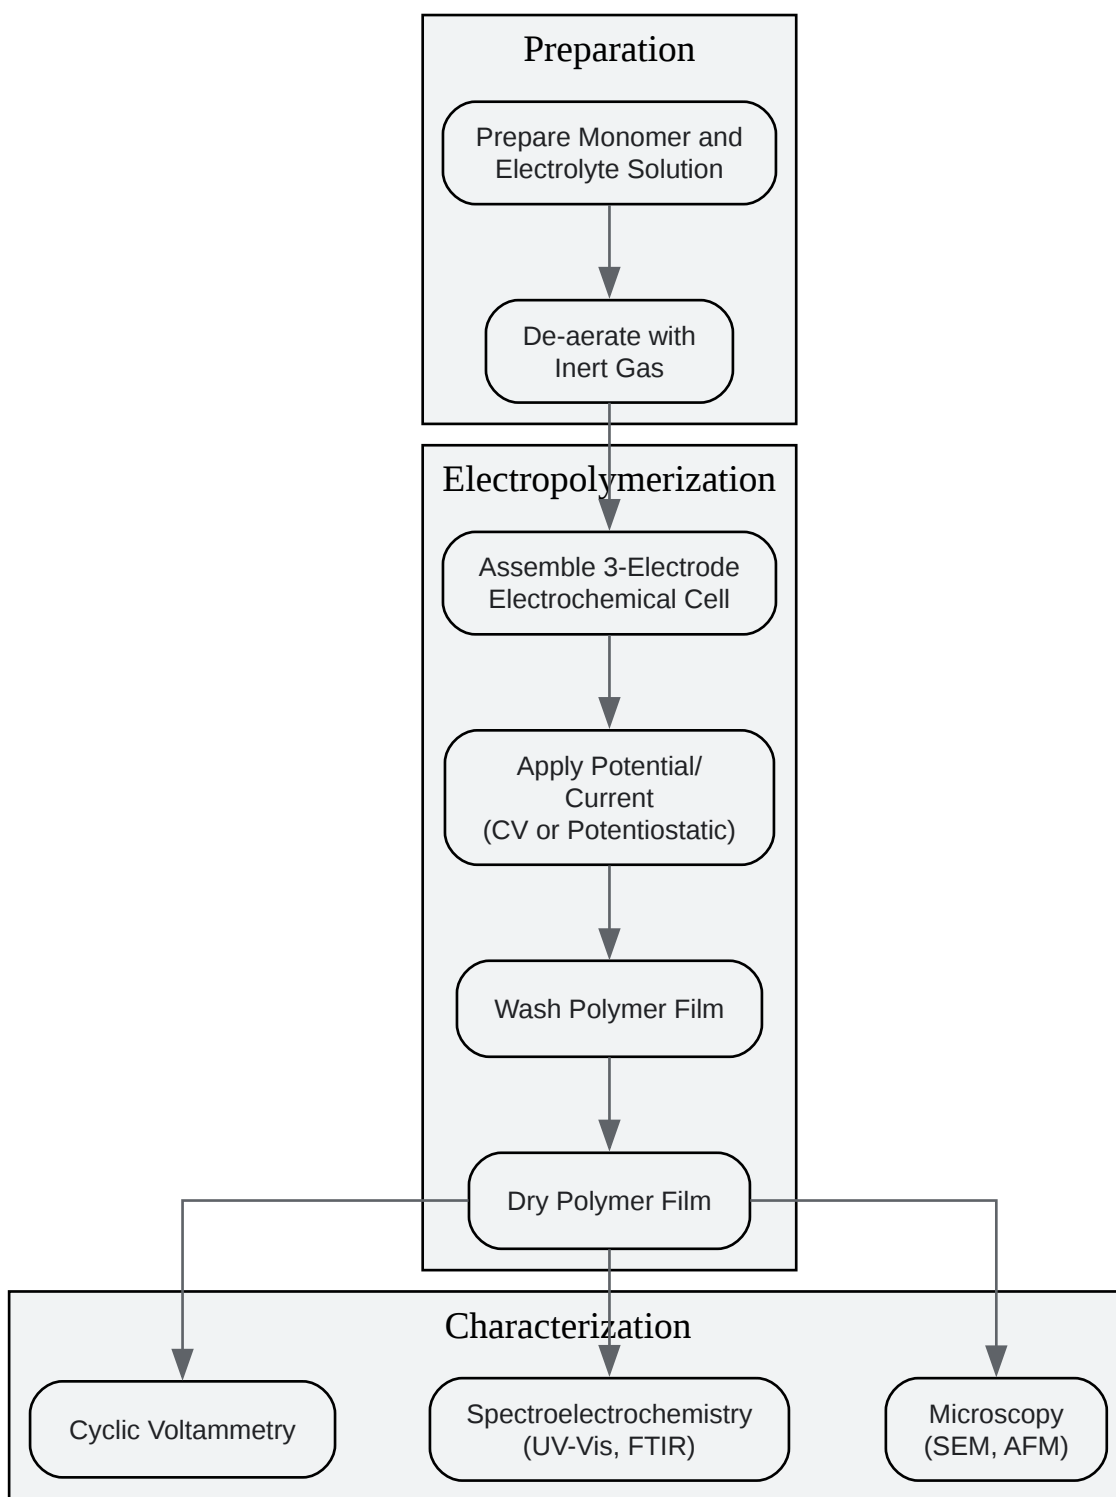 Preparation
Prepare Monomer and
Electrolyte Solution
De-aerate with
Inert Gas
Electropolymerization
Assemble 3-Electrode
Electrochemical Cell
Apply Potential/
Current
(CV or Potentiostatic)
Wash Polymer Film
Dry Polymer Film
Characterization
Cyclic Voltammetry
Spectroelectrochemistry
(UV-Vis, FTIR)
Microscopy
(SEM, AFM)